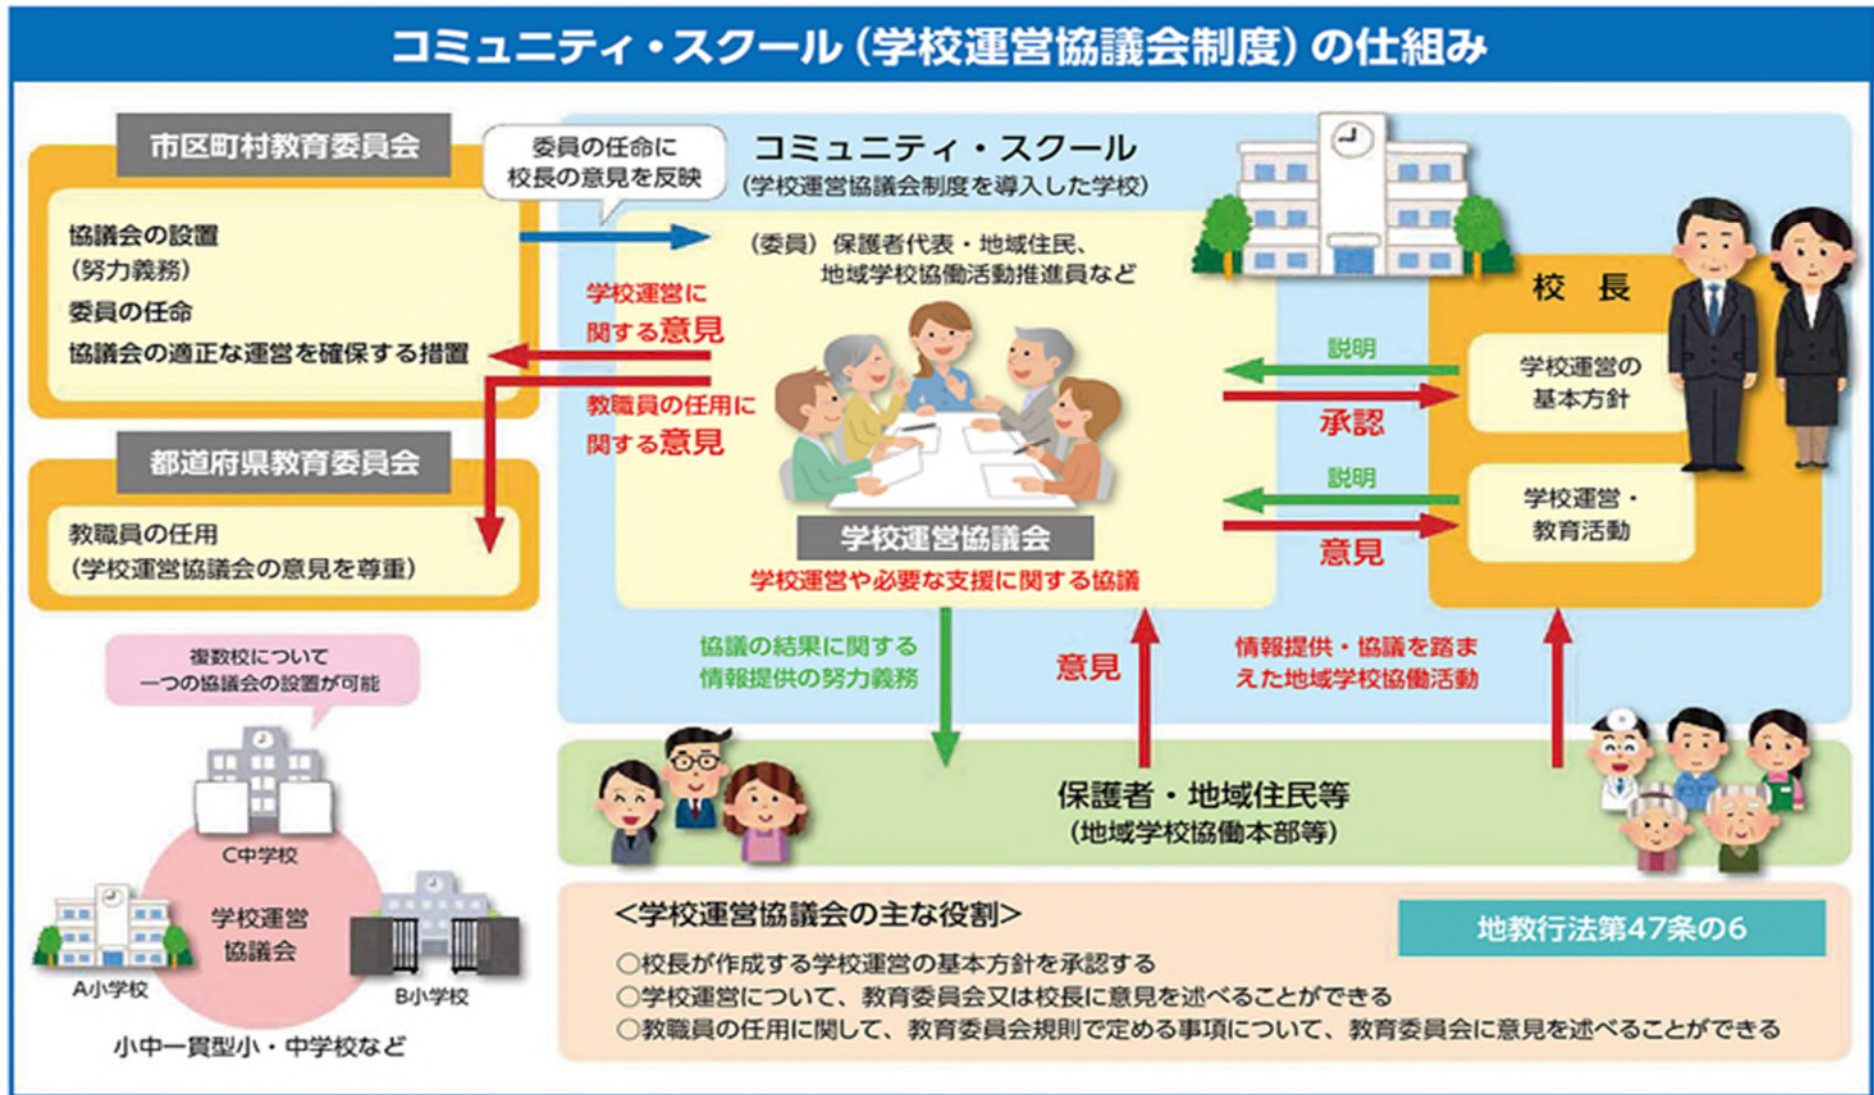 コミュニティ・スクール（学校運営協議会制度）の仕組み
市区町村教育委員会
協議会の設置
（努力義務）
委員の任命
協議会の適正な運営を確保する措置
委員の任命に
校長の意見を反映
コミュニティ・スクール
（学校運営協議会制度を導入した学校）
（委員）保護者代表・地域住民、
地域学校協働活動推進員など
学校運営に
関する意見
教職員の任用に
関する意見
都道府県教育委員会
教職員の任用
（学校運営協議会の意見を尊重）
学校運営協議会
学校運営や必要な支援に関する協議
校長
説明
承認
学校運営の
基本方針
説明
意見
学校運営・
教育活動
協議の結果に関する
情報提供の努力義務
意見
情報提供・協議を踏ま
えた地域学校協働活動
保護者・地域住民等
（地域学校協働本部等）
複数校について
一つの協議会の設置が可能
C中学校
学校運営
協議会
A小学校
B小学校
小中一貫型小・中学校など
＜学校運営協議会の主な役割＞
地教行法第47条の6
○校長が作成する学校運営の基本方針を承認する
○学校運営について、教育委員会又は校長に意見を述べることができる
○教職員の任用に関して、教育委員会規則で定める事項について、教育委員会に意見を述べることができる